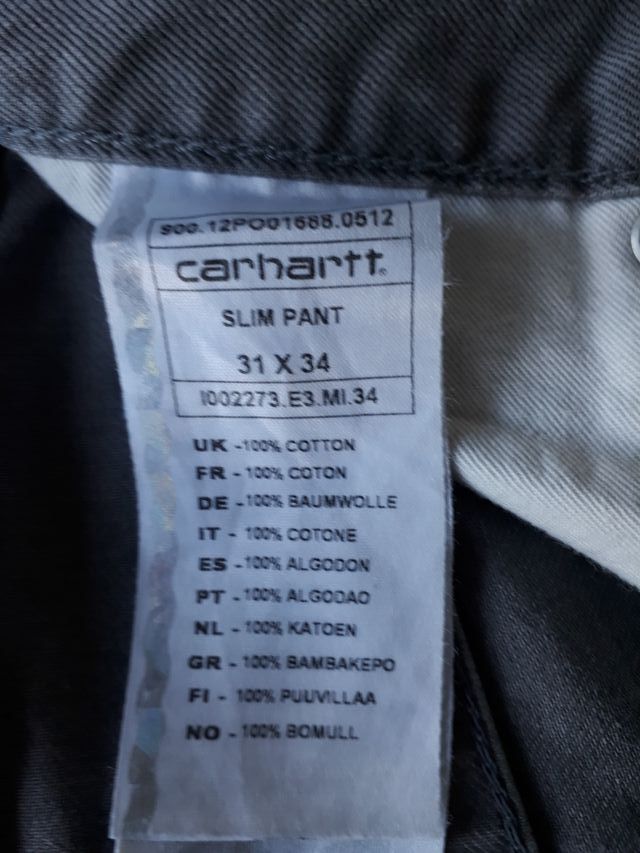 900.12PO01688.0512
carhartt.
SLIM PANT
31 X 34
I002273.E3.MI.34
UK -100% COTTON
FR - 100% COTON
DE - 100% BAUMWOLLE
IT - 100% COTONE
ES - 100% ALGODON
PT - 100% ALGODAO
NL - 100% KATOEN
GR - 100% BAMBAKEPO
FI - 100% PUUVILLAA
NO - 100% BOMULL